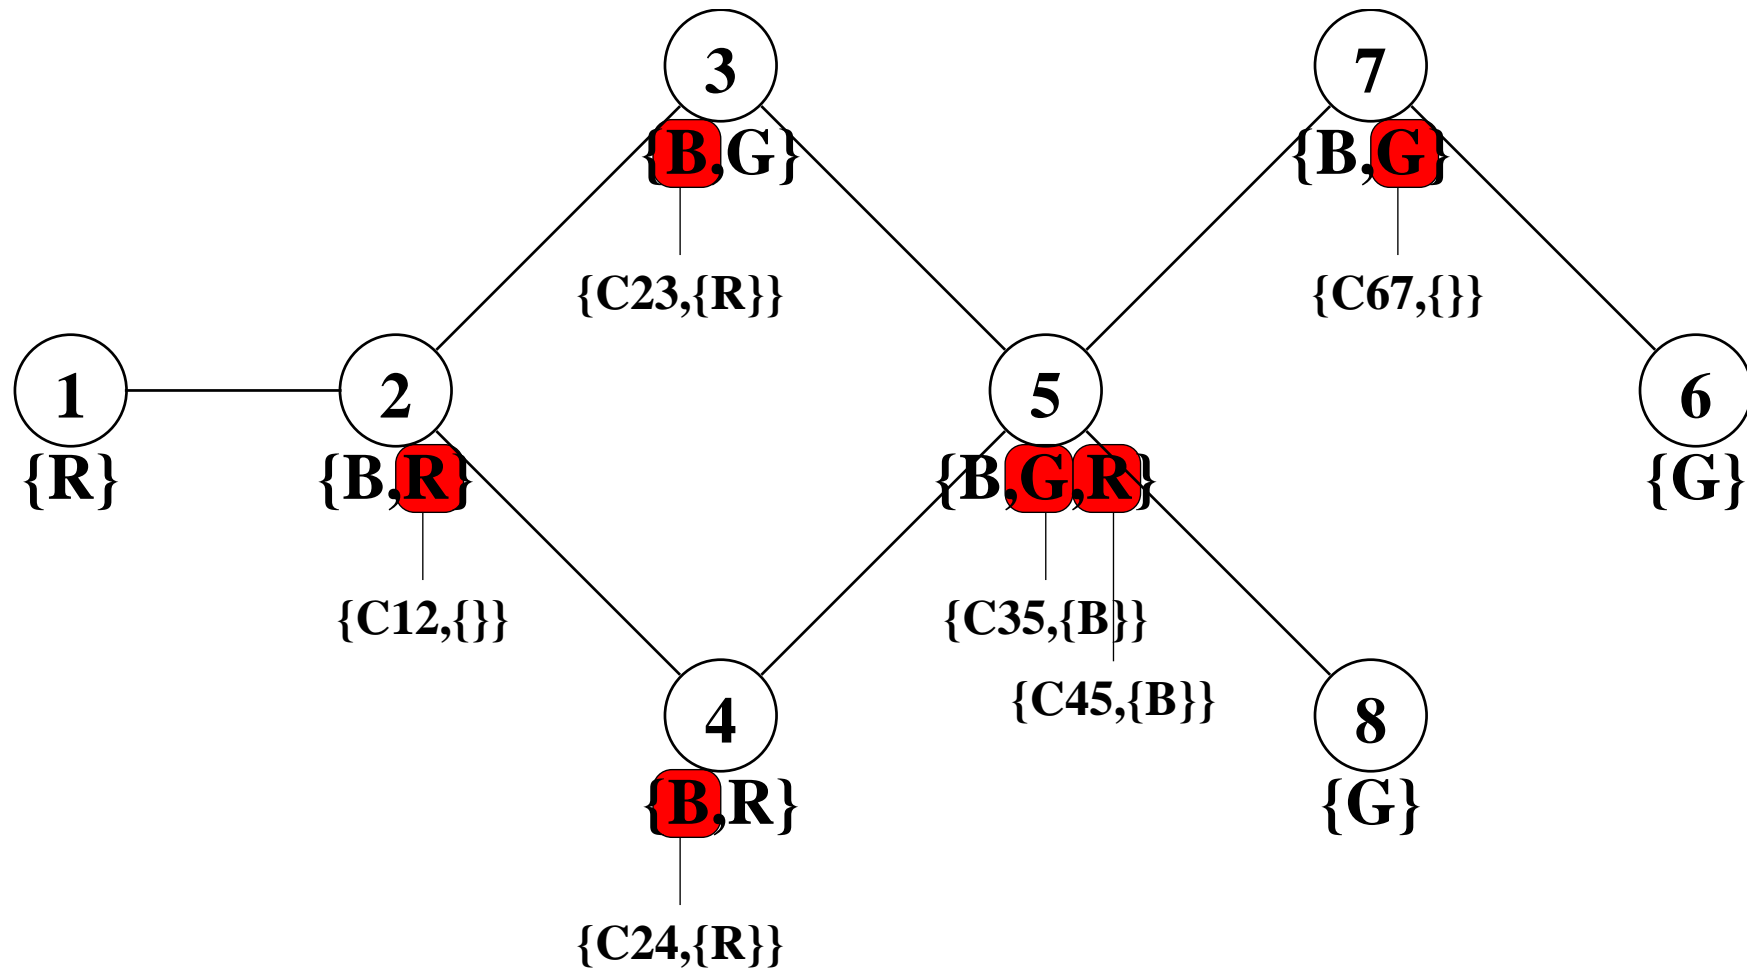 3 7
{B,G} {B,G}
{C23,{R}} {C67,{}}
1 2 5 6
{R} {B,R} {B,G,R} {G}
{C12,{}} {C35,{B}}
{C45,{B}}
4 8
{B,R} {G}
{C24,{R}}